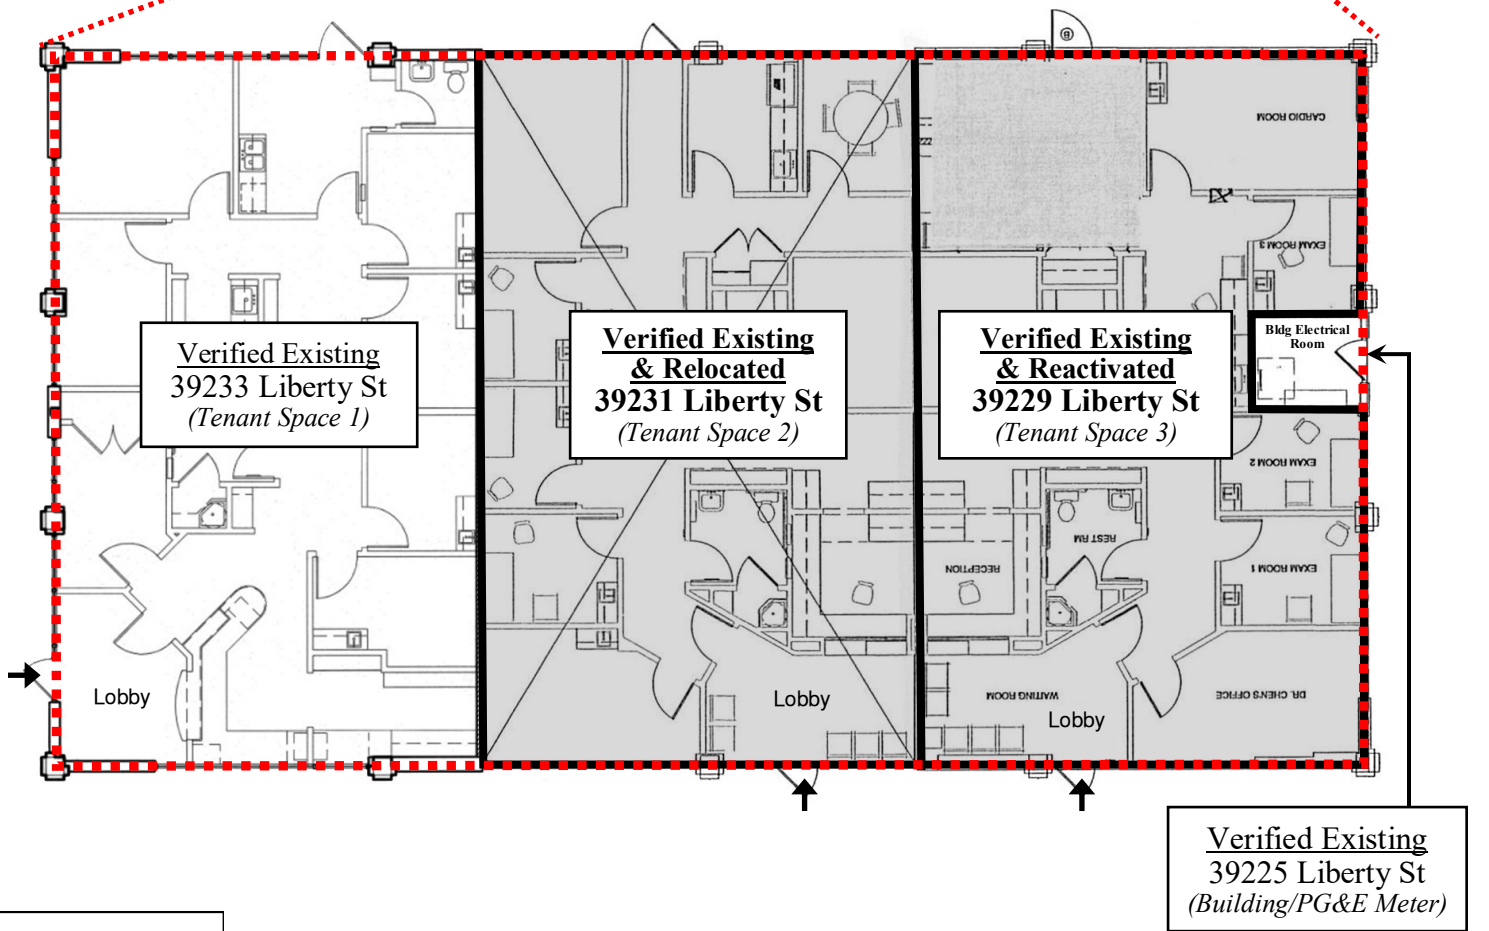 B
CARDIO ROOM
EXAM ROOM 3
Verified Existing
39233 Liberty St
(Tenant Space 1)
Verified Existing
& Relocated
39231 Liberty St
(Tenant Space 2)
Verified Existing
& Reactivated
39229 Liberty St
(Tenant Space 3)
Bldg Electrical
Room
EXAM ROOM 2
REST RM
RECEPTION
EXAM ROOM 1
Lobby
Lobby
WAITING ROOM
Lobby
DR. CHEN'S OFFICE
Verified Existing
39225 Liberty St
(Building/PG&E Meter)